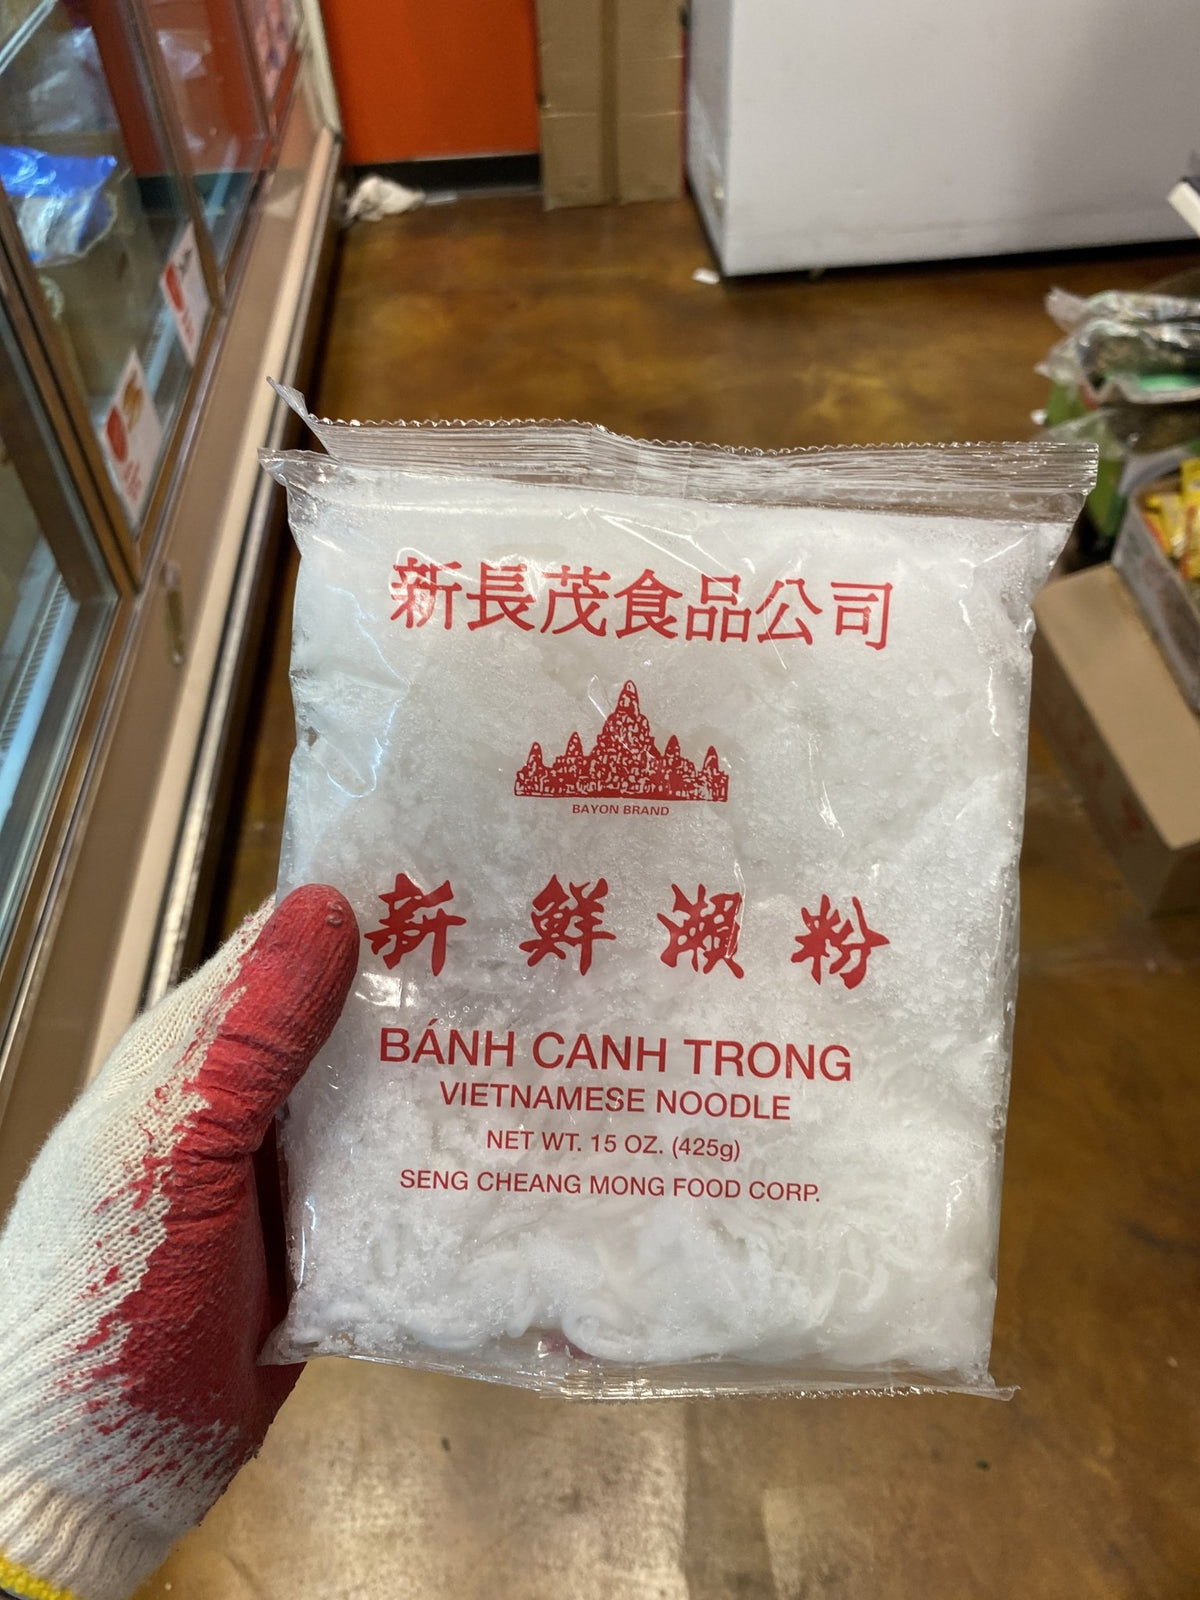 新長茂食品公司
BAYON BRAND
新鮮瀨粉
BÁNH CANH TRONG
VIETNAMESE NOODLE
NET WT. 15 OZ. (425g)
SENG CHEANG MONG FOOD CORP.